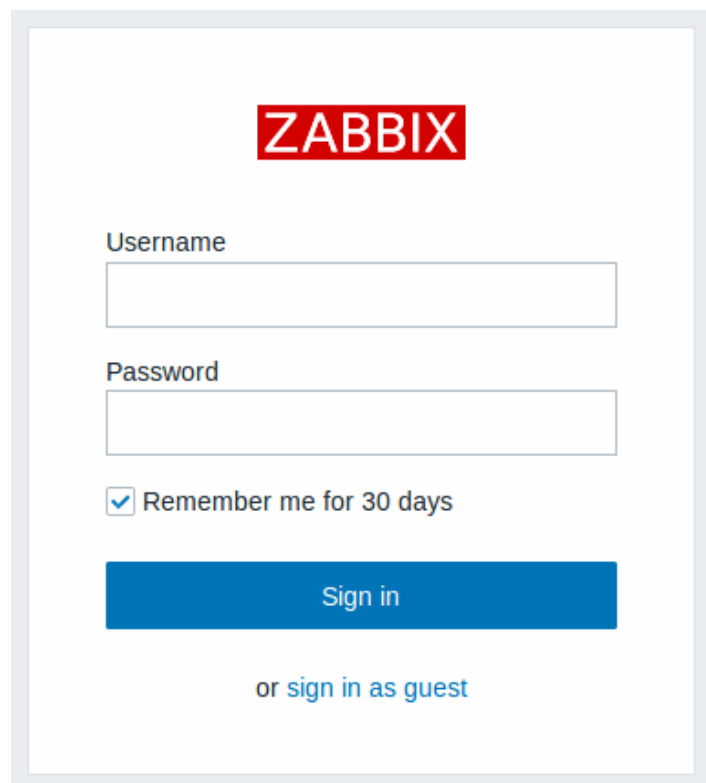 ZABBIX
Username
Password
Remember me for 30 days
Sign in
or sign in as guest